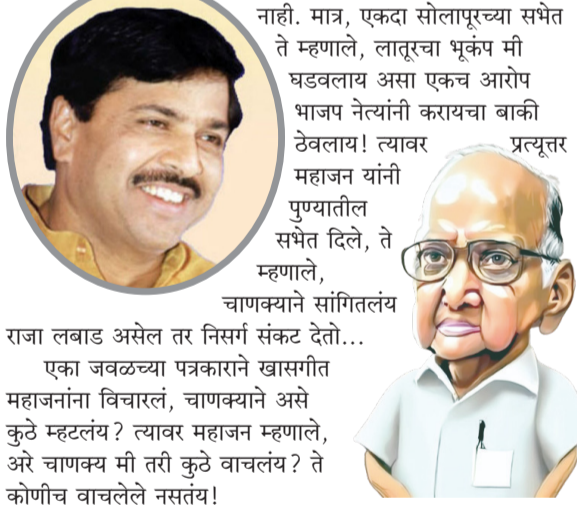 नाही. मात्र, एकदा सोलापूरच्या सभेत
ते म्हणाले, लातूरचा भूकंप मी
घडवलाय असा एकच आरोप
भाजप नेत्यांनी करायचा बाकी
ठेवलाय! त्यावर प्रत्यूत्तर
महाजन यांनी
पुण्यातील
सभेत दिले, ते
म्हणाले,
चाणक्याने सांगितलंय
राजा लबाड असेल तर निसर्ग संकट देतो...
एका जवळच्या पत्रकाराने खासगीत
महाजनांना विचारलं, चाणक्याने असे
कुठे म्हटलंय? त्यावर महाजन म्हणाले,
अरे चाणक्य मी तरी कुठे वाचलंय? ते
कोणीच वाचलेले नसतंय!